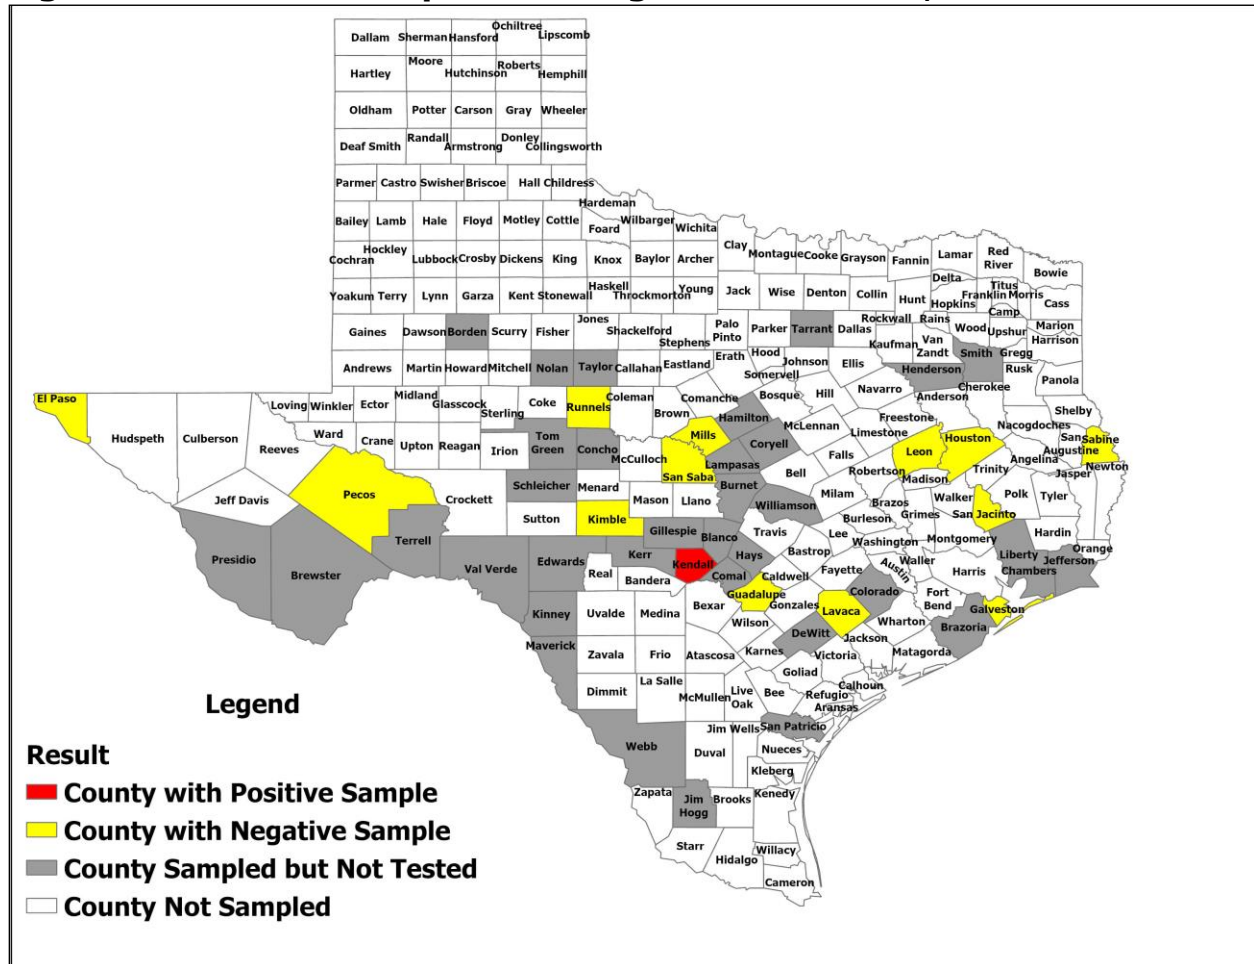 Ochiltree
Dallam Sherman Hansford Lipscomb
Moore Roberts
Hartley Hutchinson Hemphill
Oldham Potter Carson Gray Wheeler
Randall Donley
Deaf Smith Armstrong Collingsworth
Parmer Castro Swisher Briscoe Hall Childress
Hardeman
Bailey Lamb Hale Floyd Motley Cottle Foard Wilbarger Wichita
Clay Montague Cooke Grayson Fannin Lamar Red
River
Hockley
Cochran Lubbock Crosby Dickens King Knox Baylor Archer
Bowie
Delta Titus
Haskell
Yoakum Terry Lynn Garza Kent Stonewall Throckmorton Young Jack Wise Denton Collin Hunt Hopkins Franklin Morris Cass
Camp
Jones
Gaines Dawson Borden Scurry Fisher Shackelford Stephens Palo
Pinto Parker Tarrant Dallas Rockwall Rains Wood Upshur Marion
Kaufman Van
Zandt Smith Gregg Harrison
Andrews Martin Howard Mitchell Nolan Taylor Callahan Eastland Erath Hood Somervell Johnson Ellis Henderson Rusk Panola
El Paso Hudspeth Culberson Reeves Loving Winkler Ector Midland Glasscock Sterling Coke Runnels Coleman Brown Comanche Bosque Hill Navarro Anderson Cherokee Shelby
Hamilton McLennan Limestone Freestone Nacogdoches
Ward Crane Upton Reagan Irion Tom
Green Concho McCulloch Mills San Saba Lampasas Coryell Falls Leon Houston Angelina San
Augustine Sabine
Jeff Davis Pecos Crockett Schleicher Menard Mason Llano Burnet Bell Robertson Madison Trinity Polk Tyler Jasper Newton
Sutton Kimble Williamson Milam Brazos Grimes Walker San Jacinto Hardin
Presidio Brewster Terrell Val Verde Edwards Kerr Gillespie Blanco Travis Burleson Lee Washington Montgomery Liberty Orange
Real Bandera Kendall Comal Hays Bastrop Caldwell Fayette Austin Waller Harris Chambers Jefferson
Kinney Uvalde Medina Bexar Guadalupe Gonzales Lavaca Colorado Fort
Bend Galveston
Maverick Zavala Frio Atascosa Wilson Karnes DeWitt Jackson Wharton Matagorda Brazoria
Dimmit La Salle McMullen Live
Oak Bee Goliad Victoria Refugio Calhoun
Aransas
Webb Duval Jim Wells San Patricio Nueces
Kleberg
Zapata Jim
Hogg Brooks Kenedy
Starr Hidalgo Willacy
Cameron
Legend
Result
County with Positive Sample
County with Negative Sample
County Sampled but Not Tested
County Not Sampled